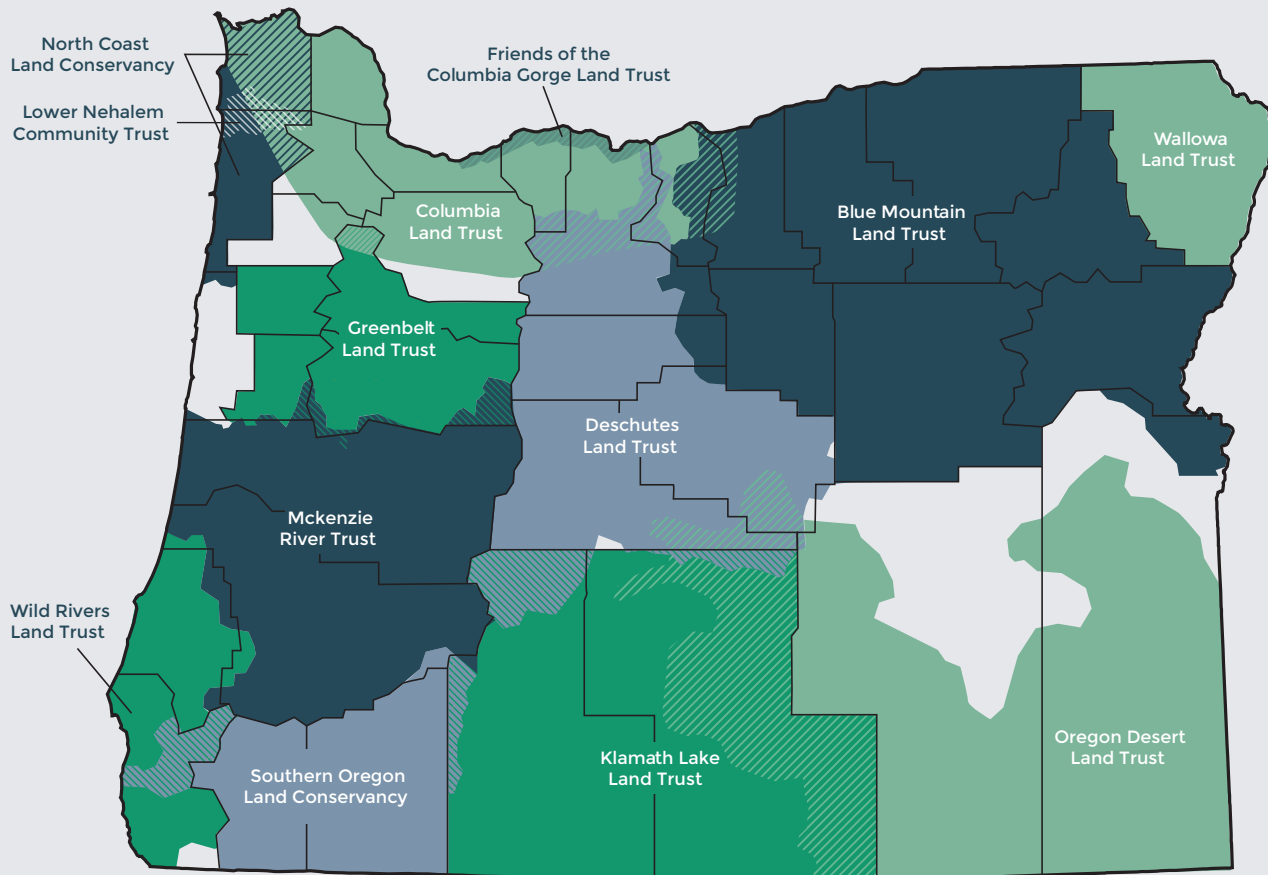 North Coast
Land Conservancy
Lower Nehalem
Community Trust
Friends of the
Columbia Gorge Land Trust
Wallowa
Land Trust
Columbia
Land Trust
Blue Mountain
Land Trust
Greenbelt
Land Trust
Deschutes
Land Trust
Mckenzie
River Trust
Wild Rivers
Land Trust
Southern Oregon
Land Conservancy
Klamath Lake
Land Trust
Oregon Desert
Land Trust